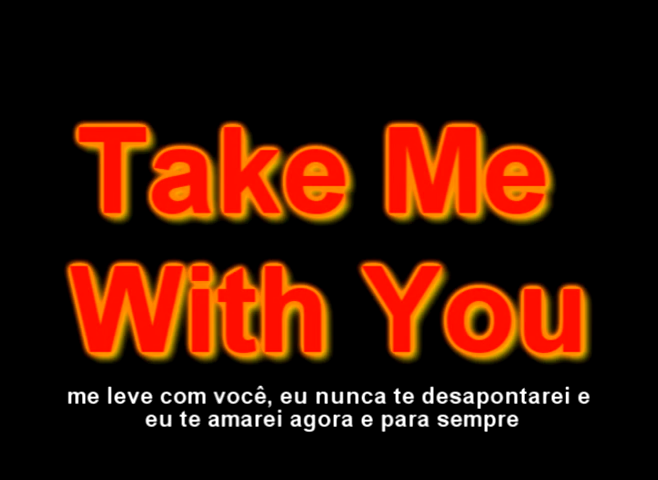 Take Me
With You
me leve com você, eu nunca te desapontarei e
eu te amarei agora e para sempre